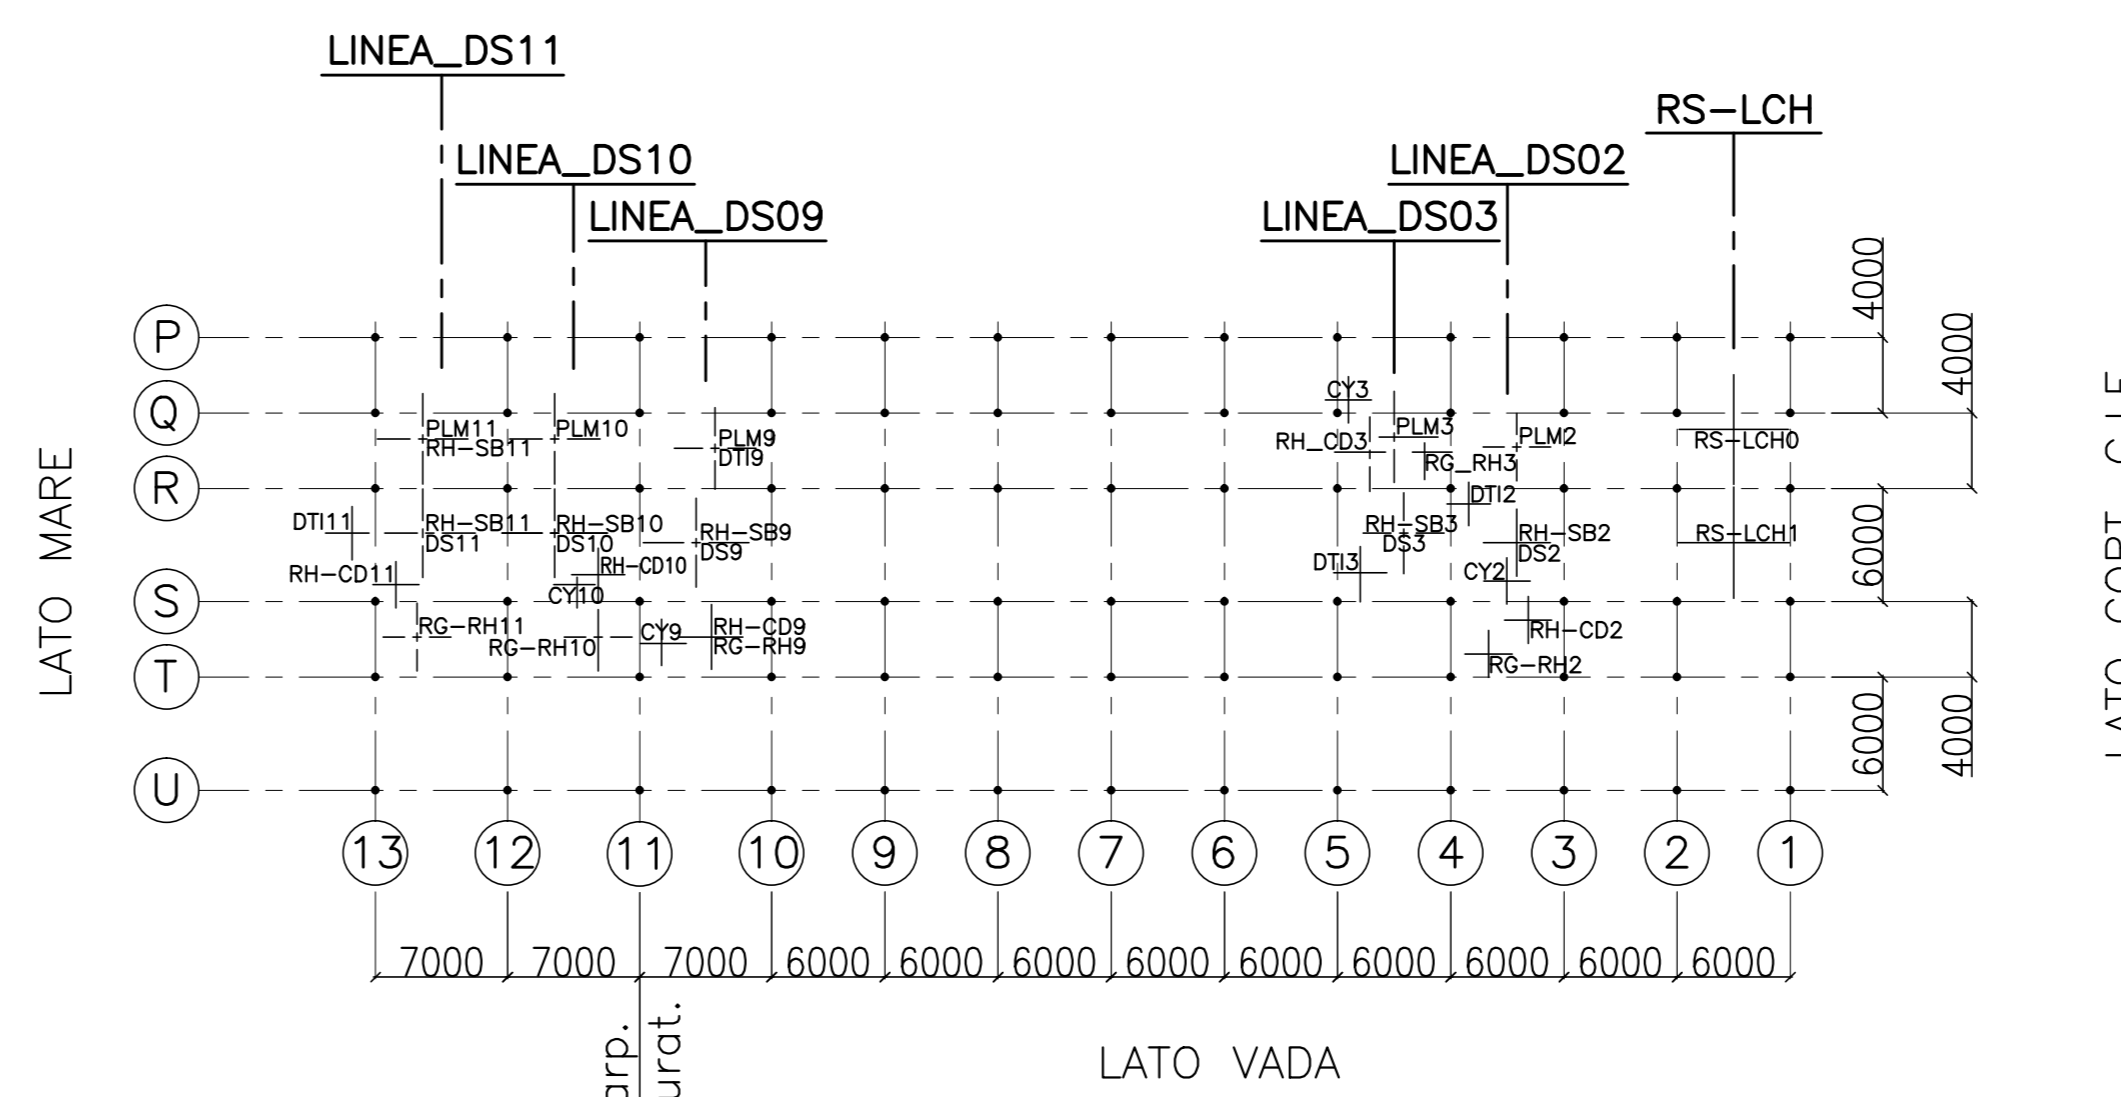 LINEA_DS11
RS-LCH
LINEA_DS10
LINEA_DS02
LINEA_DS09
LINEA_DS03
4000
4000
6000
6000
4000
P
Q
R
S
T
U
LATO MARE
CY3
PLM11
RH-SB11
PLM10
PLM9
DTI9
RH_CD3
PLM3
RG_RH3
PLM2
RS-LCH0
DTI2
DTI11
RH-SB11
DS11
RH-SB10
DS10
RH-SB9
DS9
RH-SB3
DS3
RH-SB2
DS2
RS-LCH1
RH-CD11
RH-CD10
CY10
DTI3
CY2
RG-RH11
RG-RH10
CY9
RH-CD9
RG-RH9
RH-CD2
RG-RH2
13 12 11 10 9 8 7 6 5 4 3 2 1
7000 7000 7000 6000 6000 6000 6000 6000 6000 6000 6000 6000
arp.
urat.
LATO VADA